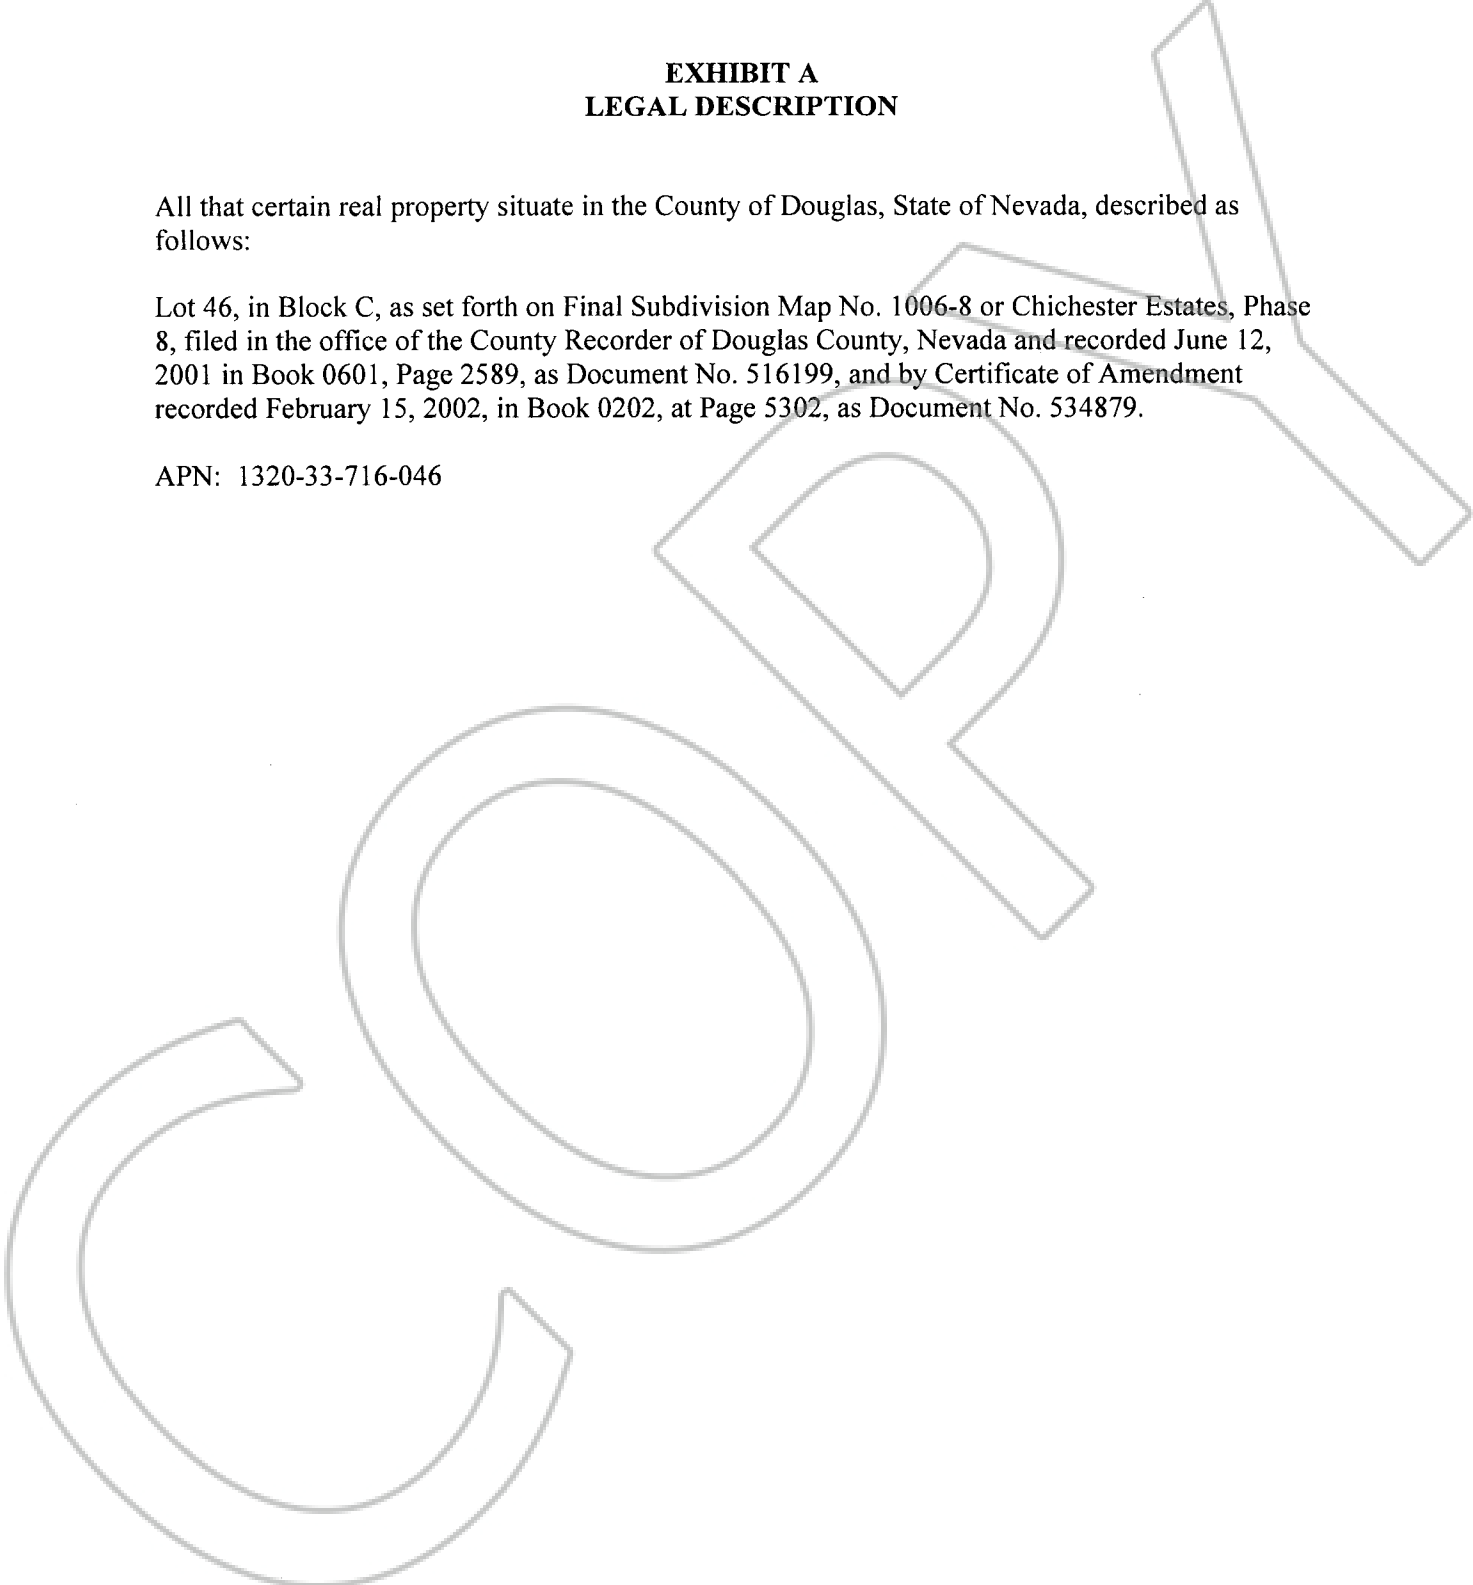 EXHIBIT A
LEGAL DESCRIPTION
All that certain real property situate in the County of Douglas, State of Nevada, described as
follows:
Lot 46, in Block C, as set forth on Final Subdivision Map No. 1006-8 or Chichester Estates, Phase
8, filed in the office of the County Recorder of Douglas County, Nevada and recorded June 12,
2001 in Book 0601, Page 2589, as Document No. 516199, and by Certificate of Amendment
recorded February 15, 2002, in Book 0202, at Page 5302, as Document No. 534879.
APN: 1320-33-716-046
COPY